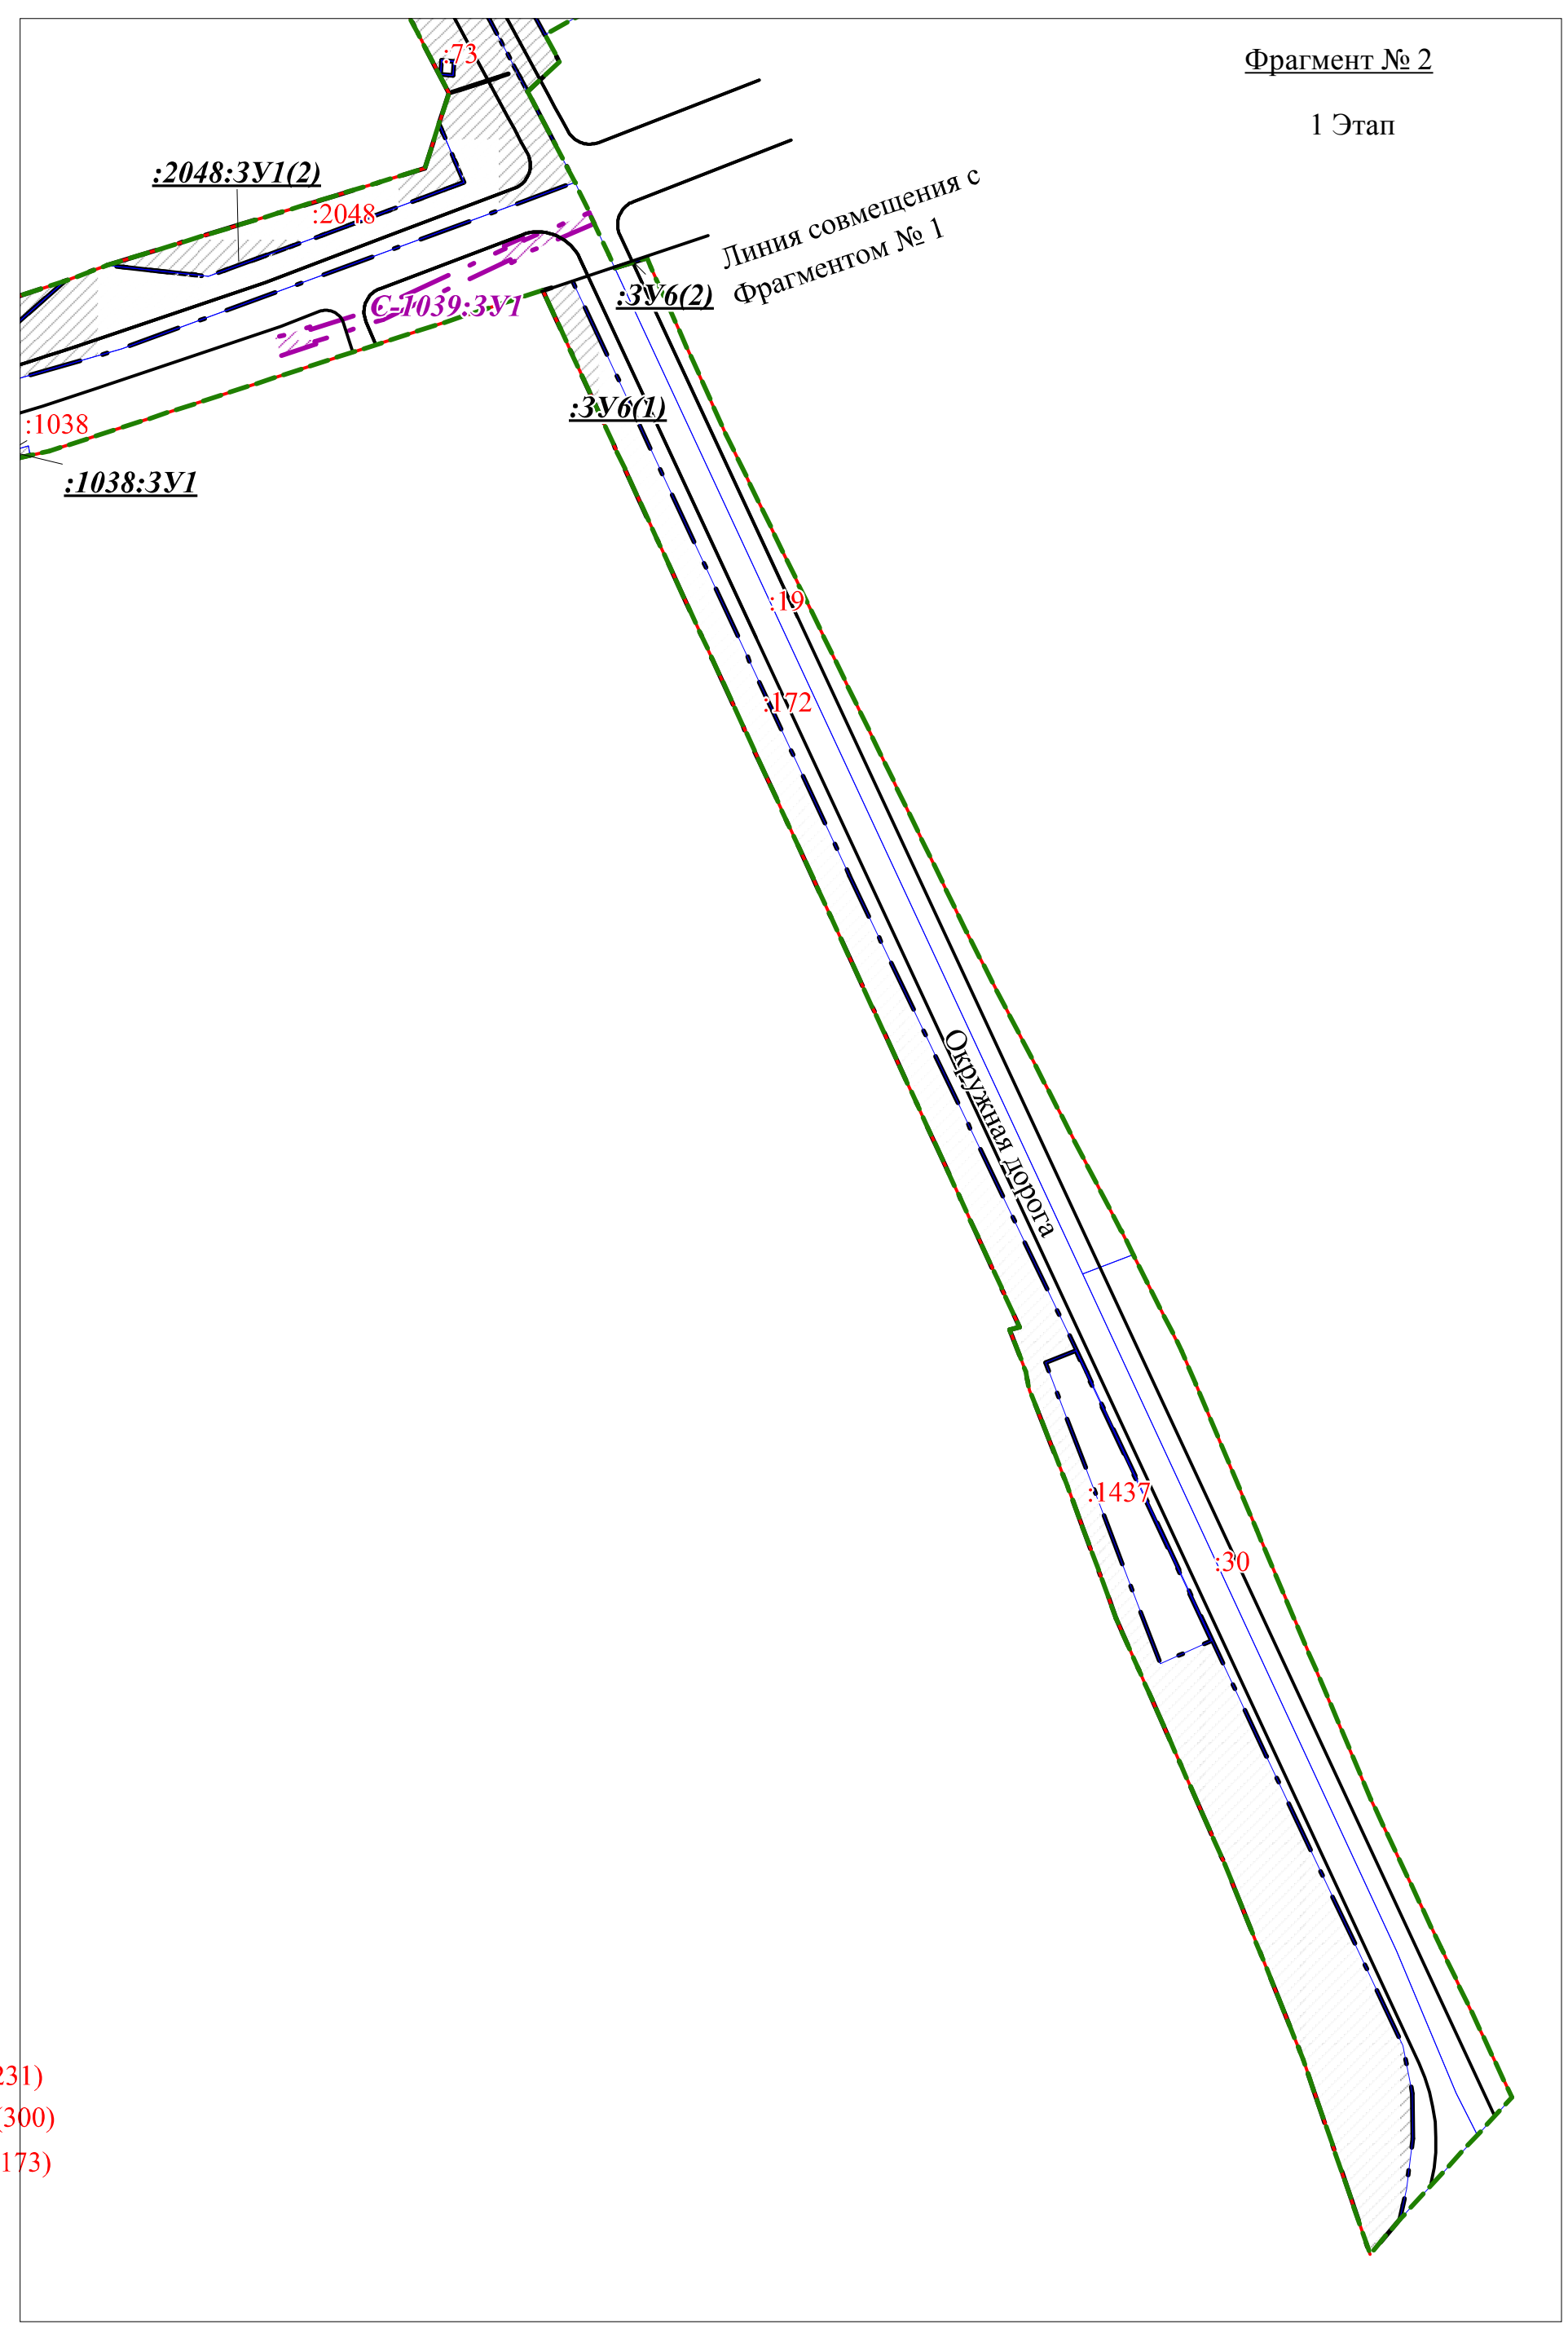 Фрагмент № 2
1 Этап
:73
:2048:ЗУ1(2)
:2048
Линия совмещения с
Фрагментом № 1
С-1039:ЗУ1
:ЗУ6(2)
:ЗУ6(1)
:1038
:1038:ЗУ1
:19
:172
Окружная дорога
:1437
:30
231)
(300)
173)